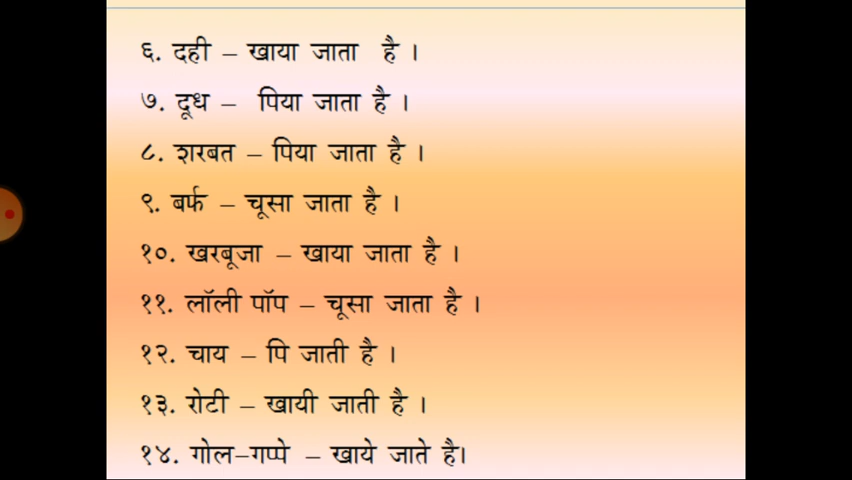 ६. दही – खाया जाता है ।
७. दूध – पिया जाता है ।
८. शरबत – पिया जाता है ।
९. बर्फ – चूसा जाता है ।
१०. खरबूजा – खाया जाता है ।
११. लॉली पॉप – चूसा जाता है ।
१२. चाय – पि जाती है ।
१३. रोटी – खायी जाती है ।
१४. गोल-गप्पे – खाये जाते है।